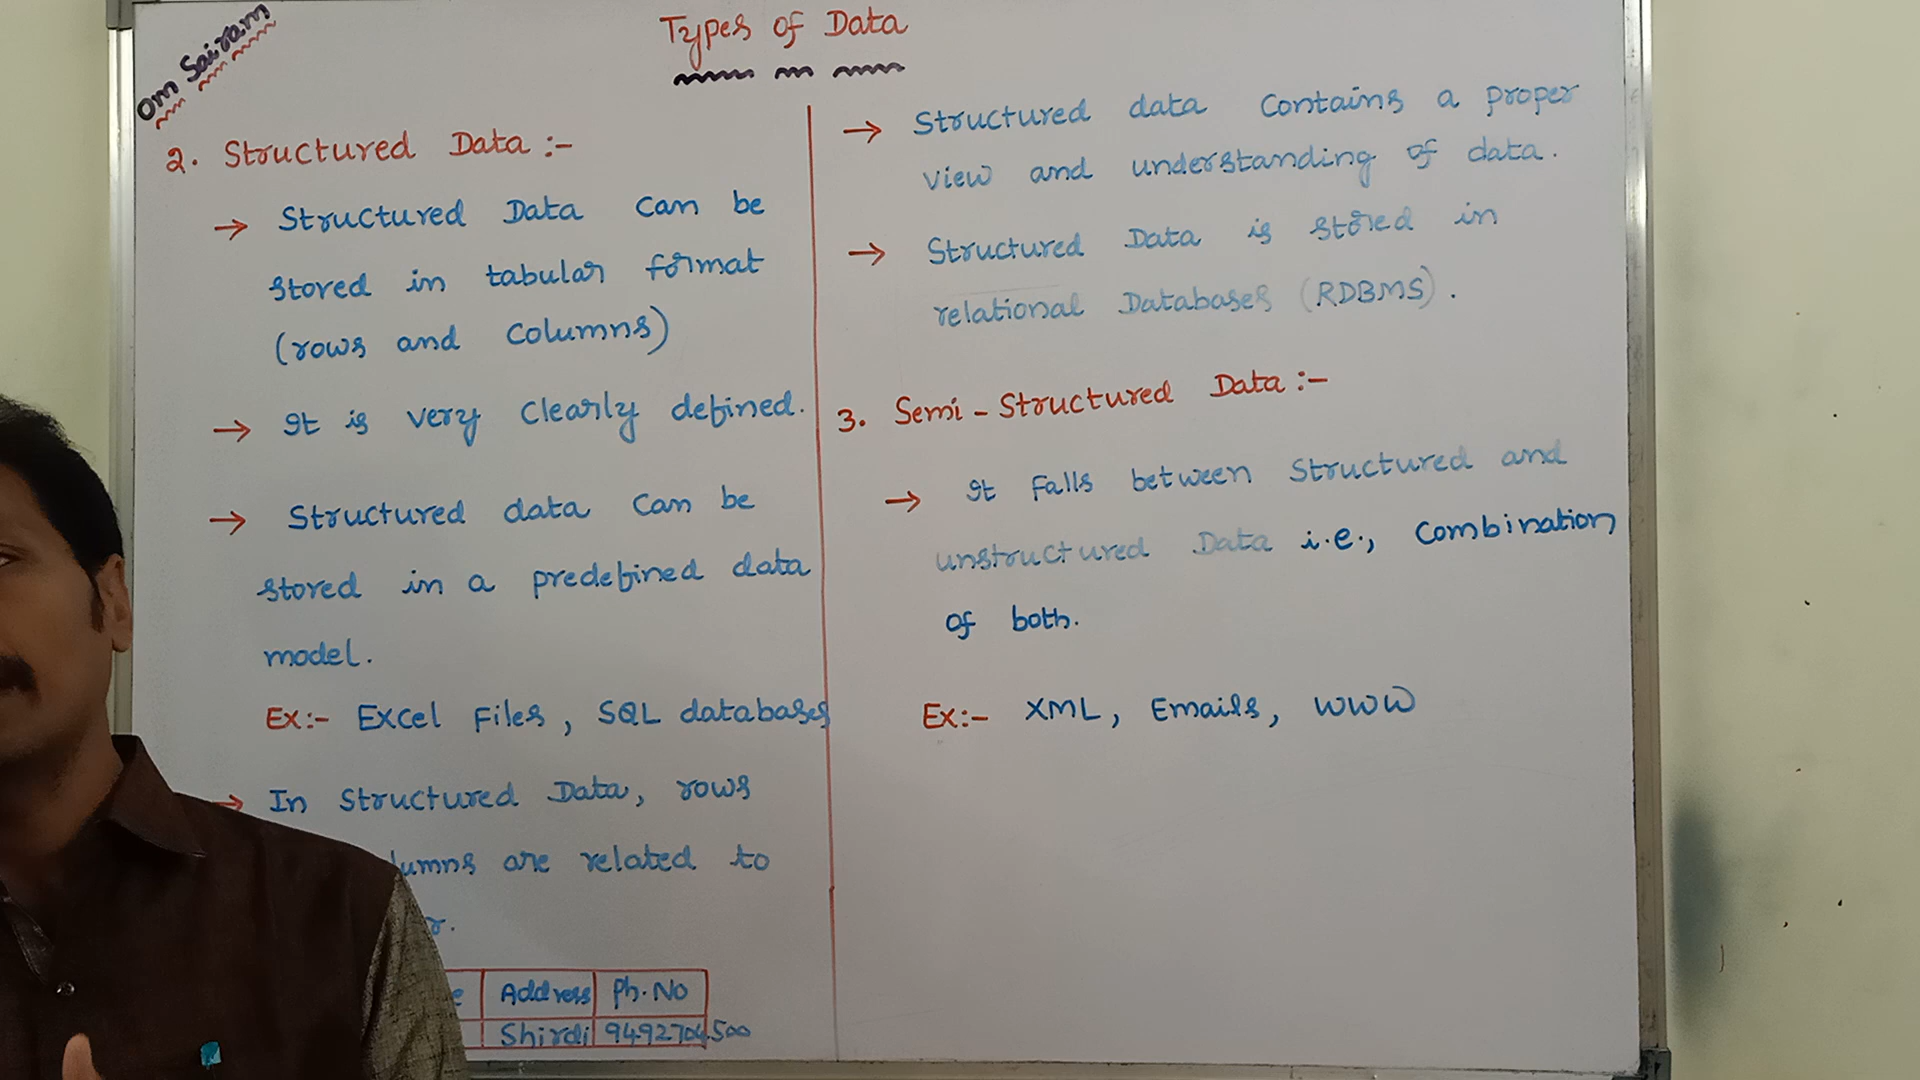 Om Sairam
Types of Data
2. Structured Data :-
→ Structured Data can be
stored in tabular format
(rows and columns)
→ It is very clearly defined.
→ Structured data can be
stored in a predefined data
model.
Ex:- Excel Files, SQL databases
→ In Structured Data, rows
lumns are related to
r.
e Address Ph.No
Shirdi 9492704500
→ Structured data contains a proper
view and understanding of data.
→ Structured Data is stored in
relational Databases (RDBMS).
3. Semi-Structured Data :-
→ It falls between Structured and
unstructured Data i.e., combination
of both.
Ex:- XML, Emails, WWW